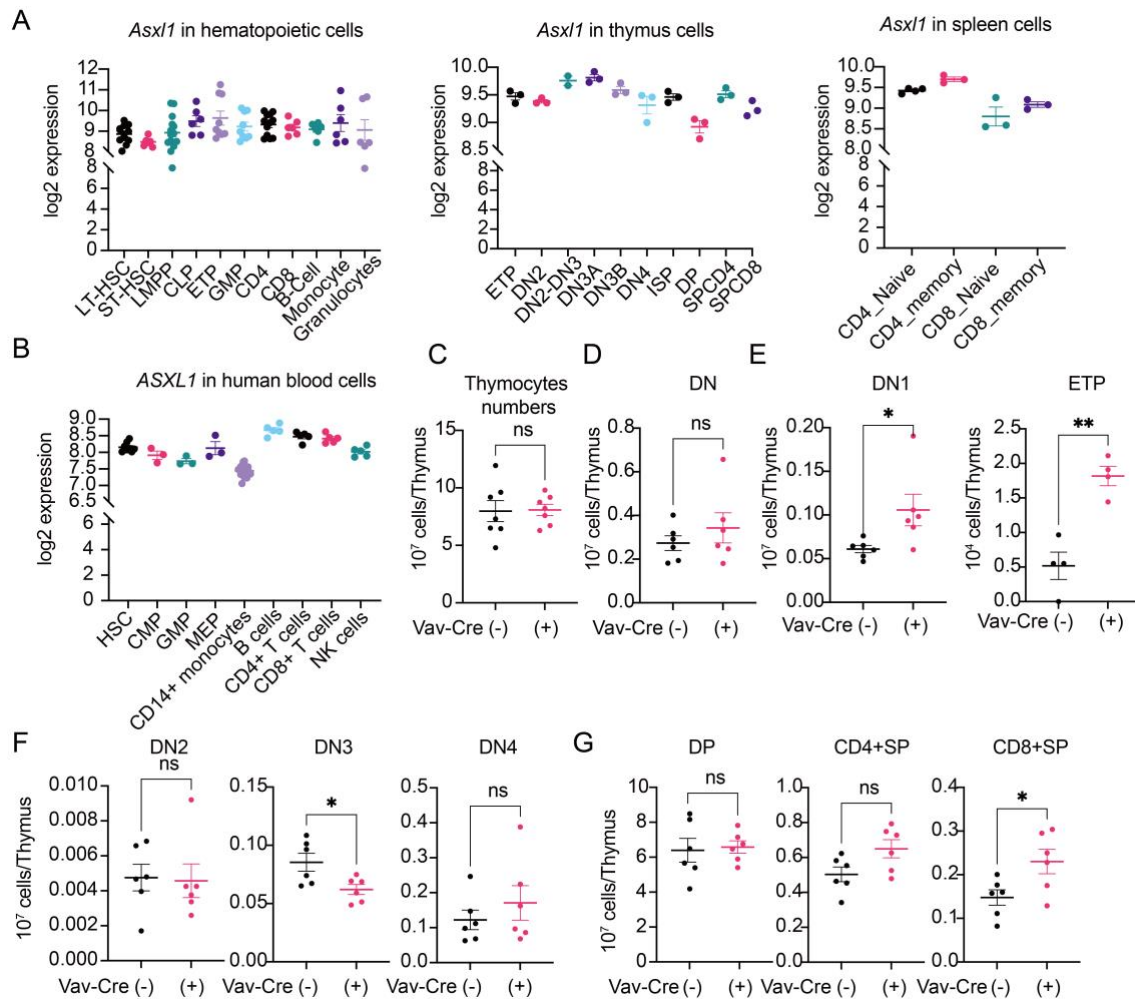 A
Asxl1 in hematopoietic cells
log2 expression
12
11
10
9
8
8
6
4
2
0
LT-HSC
ST-HSC
LMPP
CLP
ETP
GMP
CD4
CD8
B-Cell
Monocyte
Granulocytes
Asxl1 in thymus cells
log2 expression
10.0
9.5
9.0
8.5
8
6
4
2
0
ETP
DN2
DN2-DN3
DN3A
DN3B
DN4
ISP
DP
SPCD4
SPCD8
Asxl1 in spleen cells
log2 expression
10.0
9.5
9.0
8.5
8.0
8
6
4
2
0
CD4_Naive
CD4_memory
CD8_Naive
CD8_memory
B
ASXL1 in human blood cells
log2 expression
9.0
8.5
8.0
7.5
7.0
6.5
6
4
2
0
HSC
CMP
GMP
MEP
CD14+ monocytes
B cells
CD4+ T cells
CD8+ T cells
NK cells
C
Thymocytes
numbers
ns
10⁷ cells/Thymus
15
10
5
0
Vav-Cre (-) (+)
D
DN
ns
10⁷ cells/Thymus
0.8
0.6
0.4
0.2
0.0
Vav-Cre (-) (+)
E
DN1
*
10⁷ cells/Thymus
0.20
0.15
0.10
0.05
0.00
Vav-Cre (-) (+)
ETP
**
10⁴ cells/Thymus
2.5
2.0
1.5
1.0
0.5
0.0
Vav-Cre (-) (+)
F
DN2
ns
10⁷ cells/Thymus
0.010
0.008
0.006
0.004
0.002
0.000
Vav-Cre (-) (+)
DN3
*
0.15
0.10
0.05
0.00
Vav-Cre (-) (+)
DN4
ns
0.5
0.4
0.3
0.2
0.1
0.0
Vav-Cre (-) (+)
G
DP
ns
10⁷ cells/Thymus
10
8
6
4
2
0
Vav-Cre (-) (+)
CD4+SP
ns
1.0
0.8
0.6
0.4
0.2
0.0
Vav-Cre (-) (+)
CD8+SP
*
0.4
0.3
0.2
0.1
0.0
Vav-Cre (-) (+)